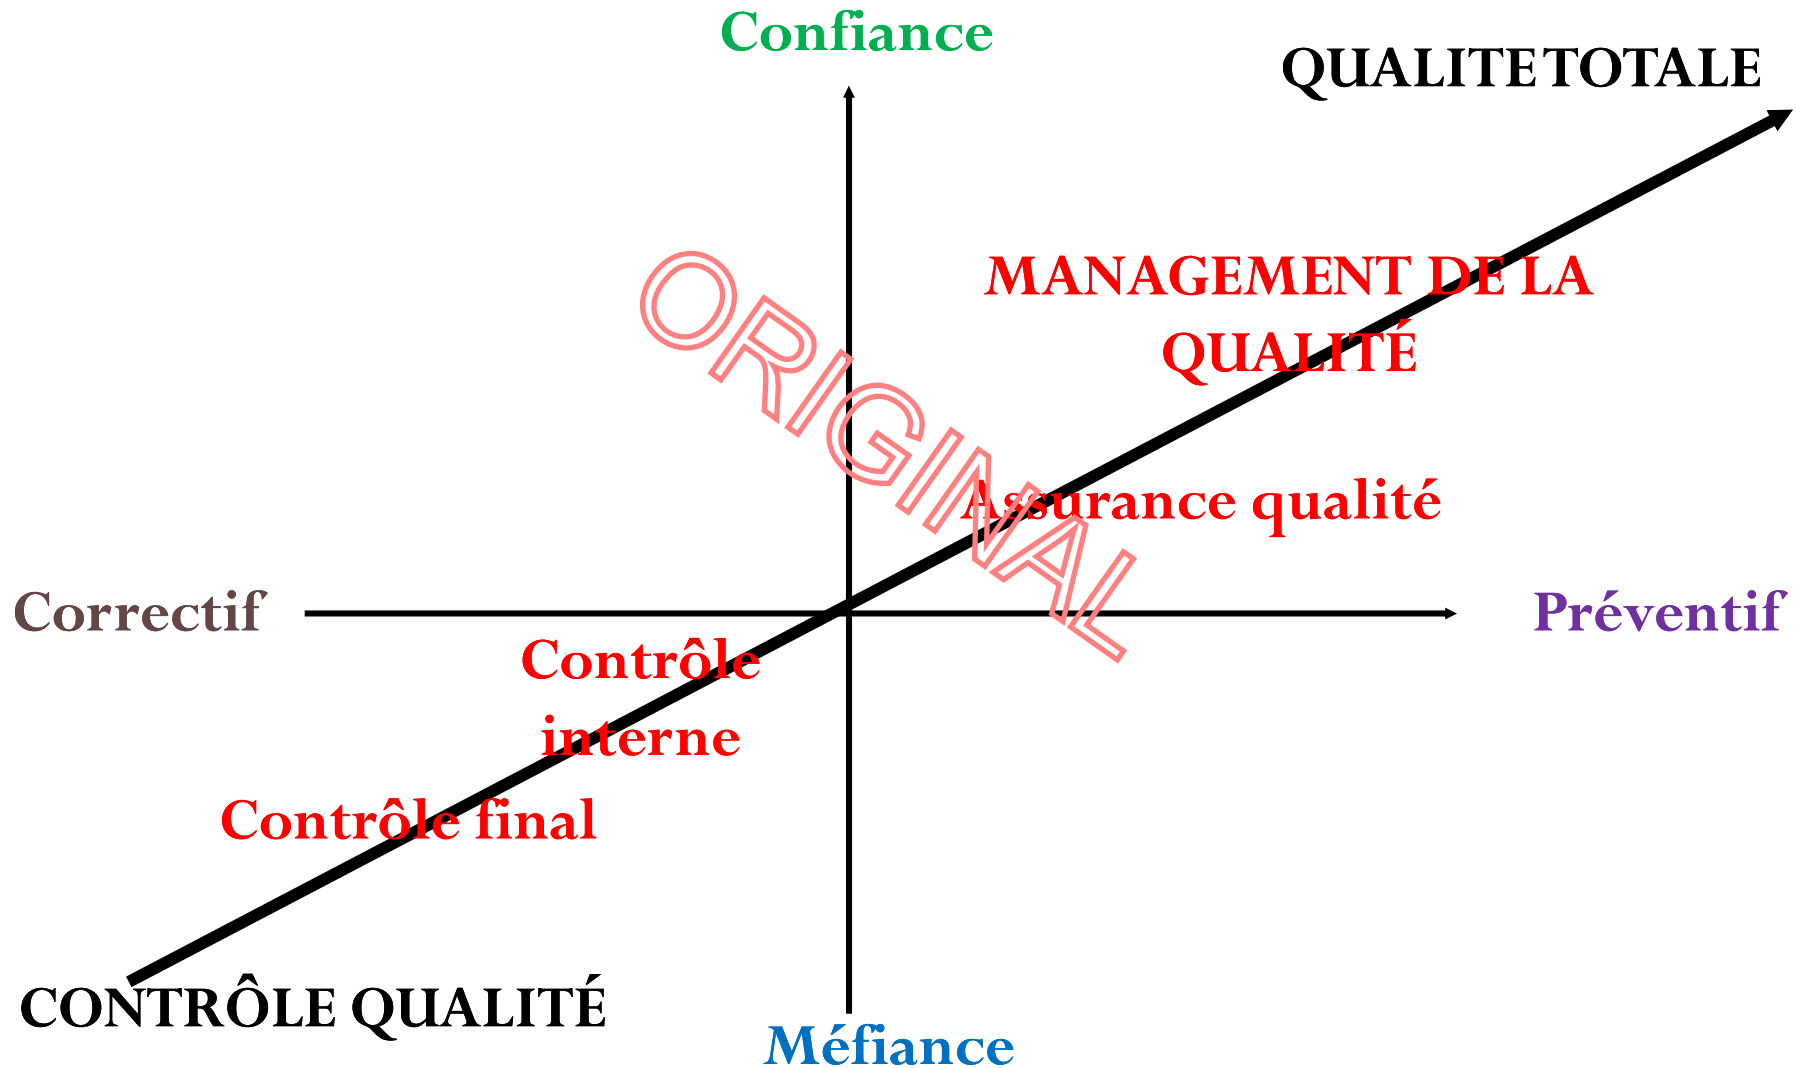 Confiance
QUALITE TOTALE
MANAGEMENT DE LA
QUALITÉ
ORIGINAL
Assurance qualité
Correctif
Préventif
Contrôle
interne
Contrôle final
CONTRÔLE QUALITÉ
Méfiance